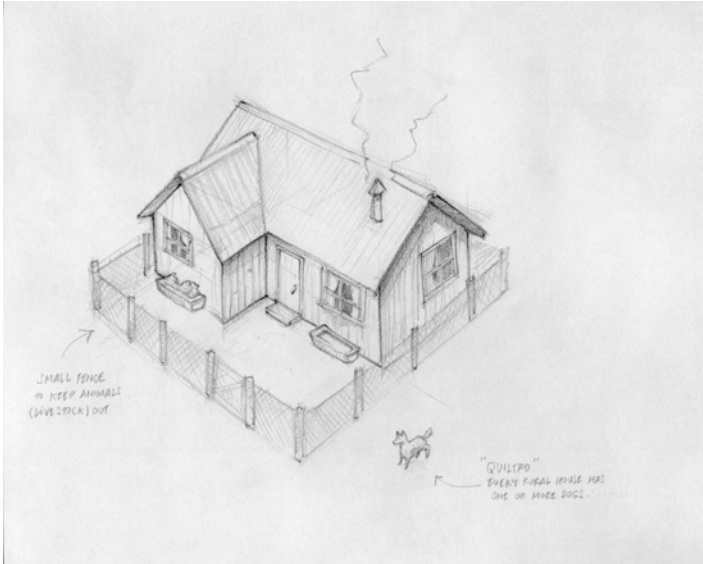 SMALL FENCE
TO KEEP ANIMALS
(LIVESTOCK) OUT
"QUILTRO"
EVERY RURAL HOUSE HAS
ONE OR MORE DOGS.